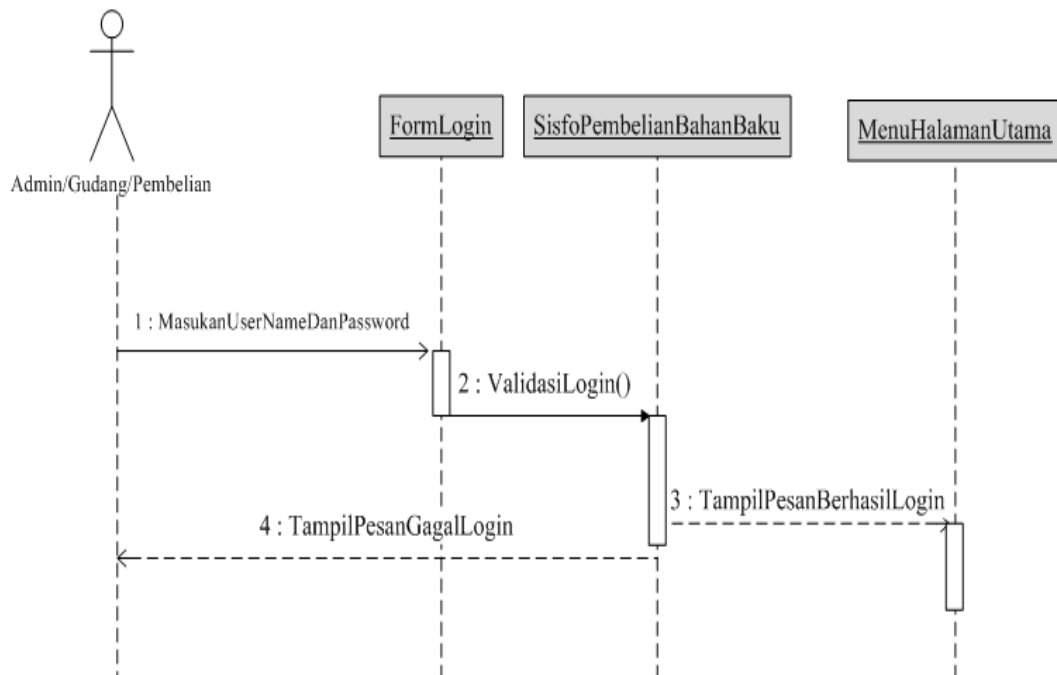 FormLogin
SisfoPembelianBahanBaku
MenuHalamanUtama
Admin/Gudang/Pembelian
1 : MasukanUserNameDanPassword
2 : ValidasiLogin()
3 : TampilPesanBerhasilLogin
4 : TampilPesanGagalLogin